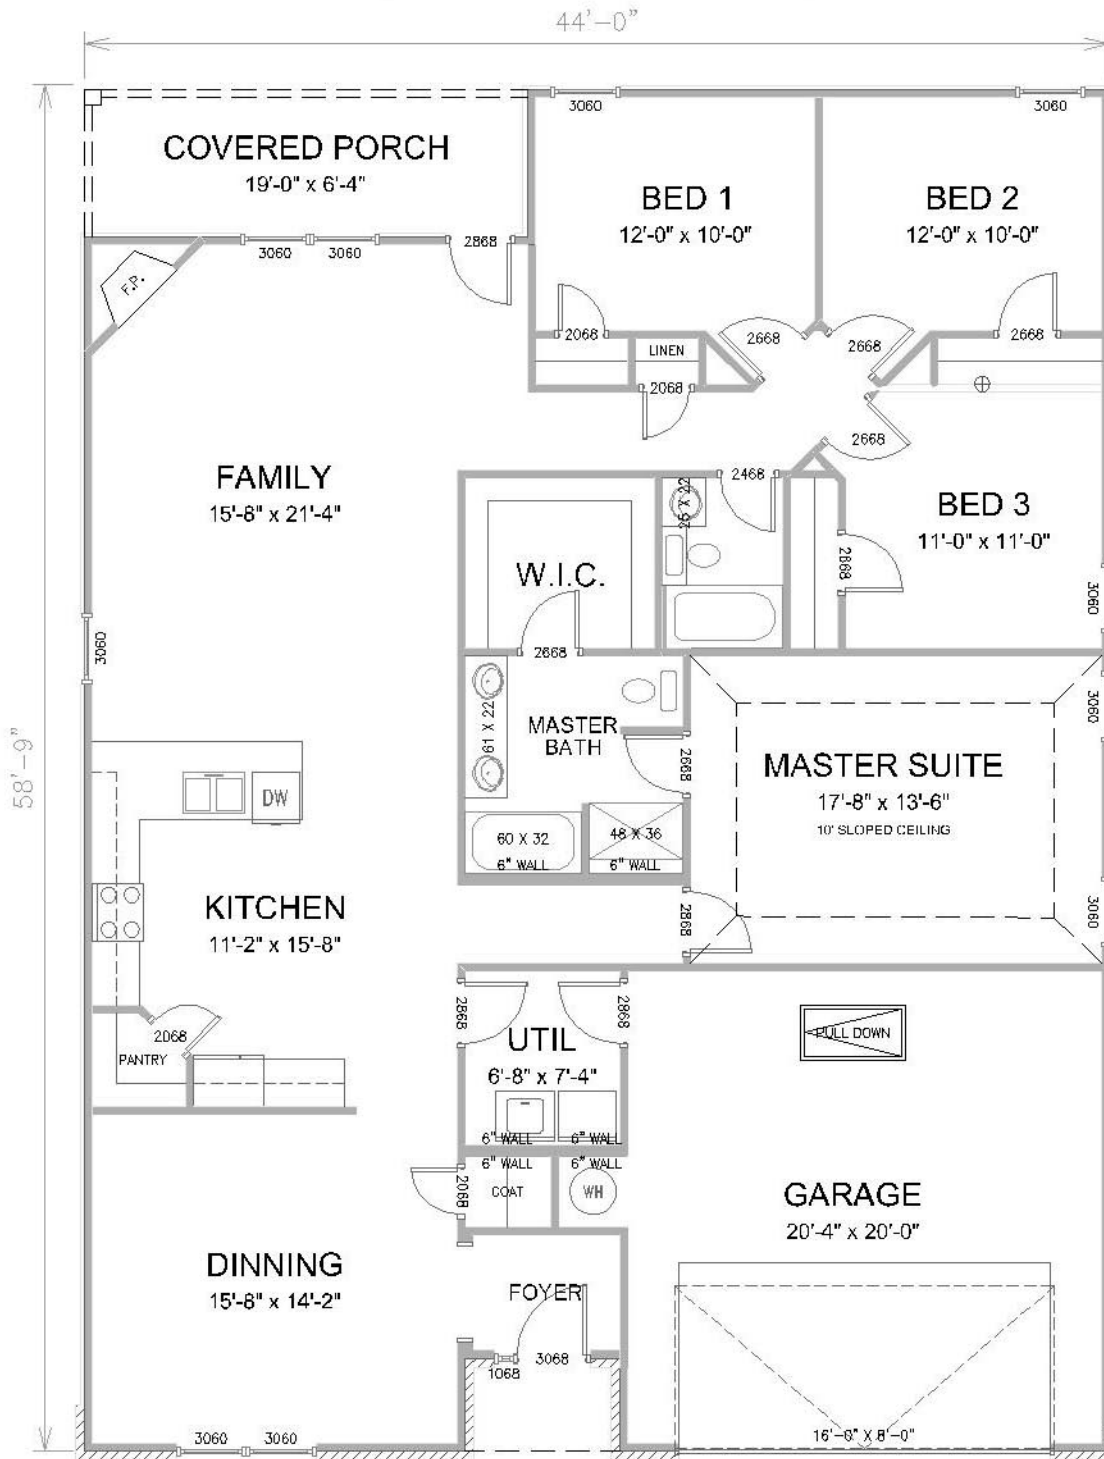 44'-0"
58'-9"
COVERED PORCH
19'-0" x 6'-4"
3060
3060
BED 1
12'-0" x 10'-0"
BED 2
12'-0" x 10'-0"
3060
3060
2868
F.P.
2068
LINEN
2068
2668
2668
2668
2668
FAMILY
15'-8" x 21'-4"
3060
2468
BED 3
11'-0" x 11'-0"
2868
3060
W.I.C.
2668
61 X 22
MASTER
BATH
2668
60 X 32
6" WALL
48 X 36
6" WALL
MASTER SUITE
17'-8" x 13'-6"
10' SLOPED CEILING
3060
3060
2868
DW
KITCHEN
11'-2" x 15'-8"
2068
PANTRY
2868
2868
UTIL
6'-8" x 7'-4"
6" WALL
6" WALL
6" WALL
6" WALL
2068
COAT
WH
PULL DOWN
GARAGE
20'-4" x 20'-0"
DINNING
15'-8" x 14'-2"
FOYER
1068
3068
3060
3060
16'-0" X 8'-0"